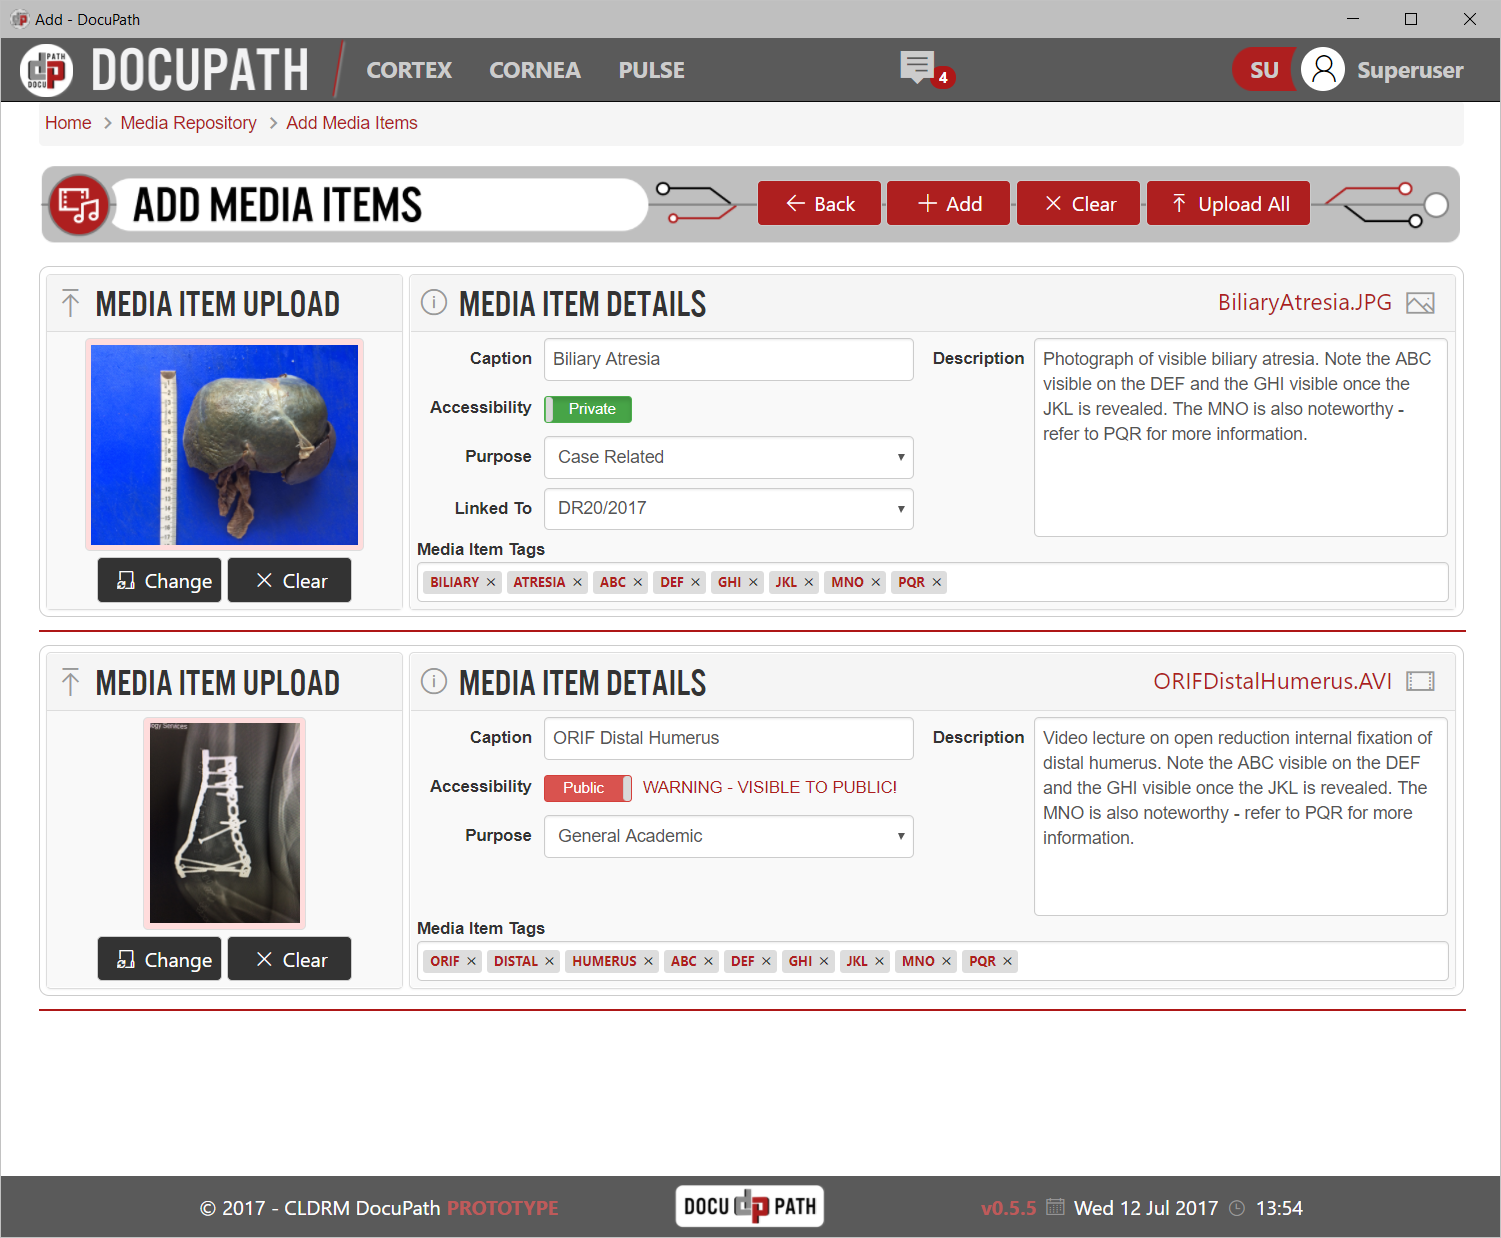 Add - DocuPath
DOCUPATH CORTEX CORNEA PULSE 4 SU Superuser
Home > Media Repository > Add Media Items
ADD MEDIA ITEMS Back Add Clear Upload All
MEDIA ITEM UPLOAD
Change Clear
MEDIA ITEM DETAILS BiliaryAtresia.JPG
Caption Biliary Atresia
Accessibility Private
Purpose Case Related
Linked To DR20/2017
Description
Photograph of visible biliary atresia. Note the ABC
visible on the DEF and the GHI visible once the
JKL is revealed. The MNO is also noteworthy -
refer to PQR for more information.
Media Item Tags
BILIARY × ATRESIA × ABC × DEF × GHI × JKL × MNO × PQR ×
MEDIA ITEM UPLOAD
ogy Services
Change Clear
MEDIA ITEM DETAILS ORIFDistalHumerus.AVI
Caption ORIF Distal Humerus
Accessibility Public WARNING - VISIBLE TO PUBLIC!
Purpose General Academic
Description
Video lecture on open reduction internal fixation of
distal humerus. Note the ABC visible on the DEF
and the GHI visible once the JKL is revealed. The
MNO is also noteworthy - refer to PQR for more
information.
Media Item Tags
ORIF × DISTAL × HUMERUS × ABC × DEF × GHI × JKL × MNO × PQR ×
© 2017 - CLDRM DocuPath PROTOTYPE DOCU dp PATH v0.5.5 Wed 12 Jul 2017 13:54